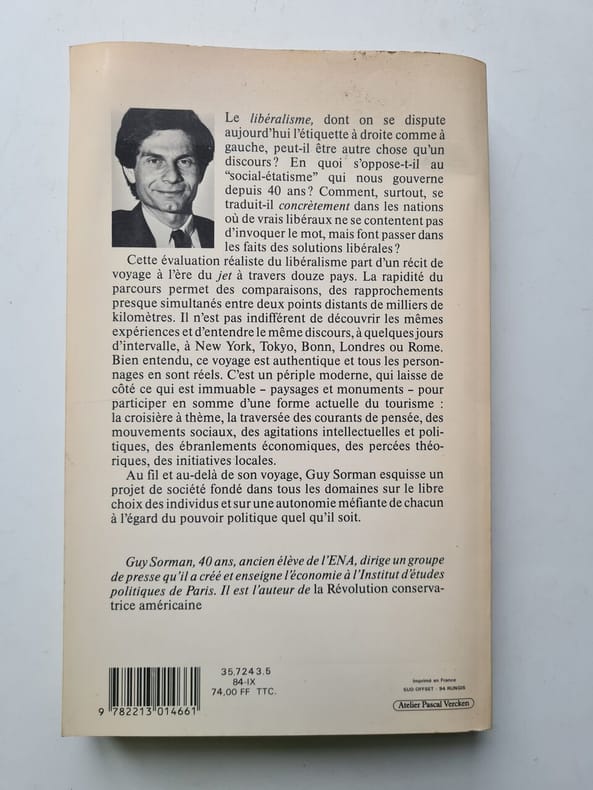 Le libéralisme, dont on se dispute
aujourd'hui l'étiquette à droite comme à
gauche, peut-il être autre chose qu'un
discours ? En quoi s'oppose-t-il au
“social-étatisme” qui nous gouverne
depuis 40 ans ? Comment, surtout, se
traduit-il concrètement dans les nations
où de vrais libéraux ne se contentent pas
d'invoquer le mot, mais font passer dans
les faits des solutions libérales ?
Cette évaluation réaliste du libéralisme part d'un récit de
voyage à l'ère du jet à travers douze pays. La rapidité du
parcours permet des comparaisons, des rapprochements
presque simultanés entre deux points distants de milliers de
kilomètres. Il n'est pas indifférent de découvrir les mêmes
expériences et d'entendre le même discours, à quelques jours
d'intervalle, à New York, Tokyo, Bonn, Londres ou Rome.
Bien entendu, ce voyage est authentique et tous les person-
nages en sont réels. C'est un périple moderne, qui laisse de
côté ce qui est immuable – paysages et monuments – pour
participer en somme d'une forme actuelle du tourisme :
la croisière à thème, la traversée des courants de pensée, des
mouvements sociaux, des agitations intellectuelles et poli-
tiques, des ébranlements économiques, des percées théo-
riques, des initiatives locales.
Au fil et au-delà de son voyage, Guy Sorman esquisse un
projet de société fondé dans tous les domaines sur le libre
choix des individus et sur une autonomie méfiante de chacun
à l'égard du pouvoir politique quel qu'il soit.
Guy Sorman, 40 ans, ancien élève de l'ENA, dirige un groupe
de presse qu'il a créé et enseigne l'économie à l'Institut d'études
politiques de Paris. Il est l'auteur de la Révolution conserva-
trice américaine
35.7243.5
84-IX
74,00 FF TTC.
9 782213 014661
Imprimé en France
SUD OFFSET - 94 RUNGIS
Atelier Pascal Vercken